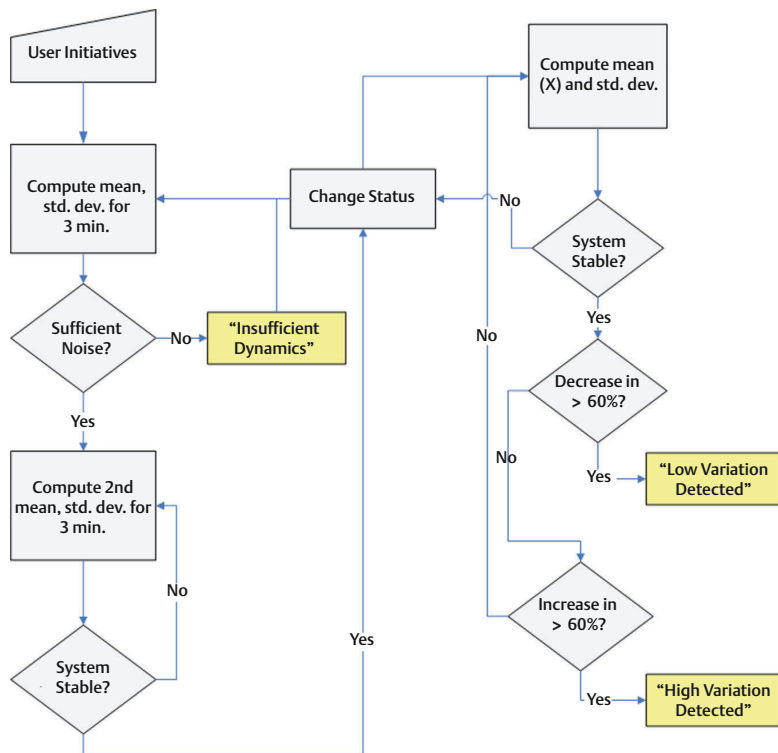 User Initiatives
Compute mean,
std. dev. for
3 min.
Sufficient
Noise?
No
"Insufficient
Dynamics"
Yes
Compute 2nd
mean, std. dev. for
3 min.
No
System
Stable?
Yes
Change Status
Compute mean
(X) and std. dev.
No
System
Stable?
Yes
No
Decrease in
> 60%?
No
Yes
"Low Variation
Detected"
Increase in
> 60%?
Yes
"High Variation
Detected"